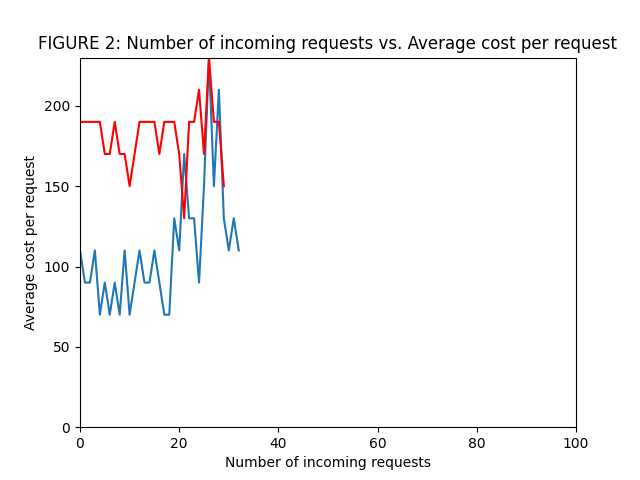 FIGURE 2: Number of incoming requests vs. Average cost per request
200
150
100
50
0
Average cost per request
0 20 40 60 80 100
Number of incoming requests